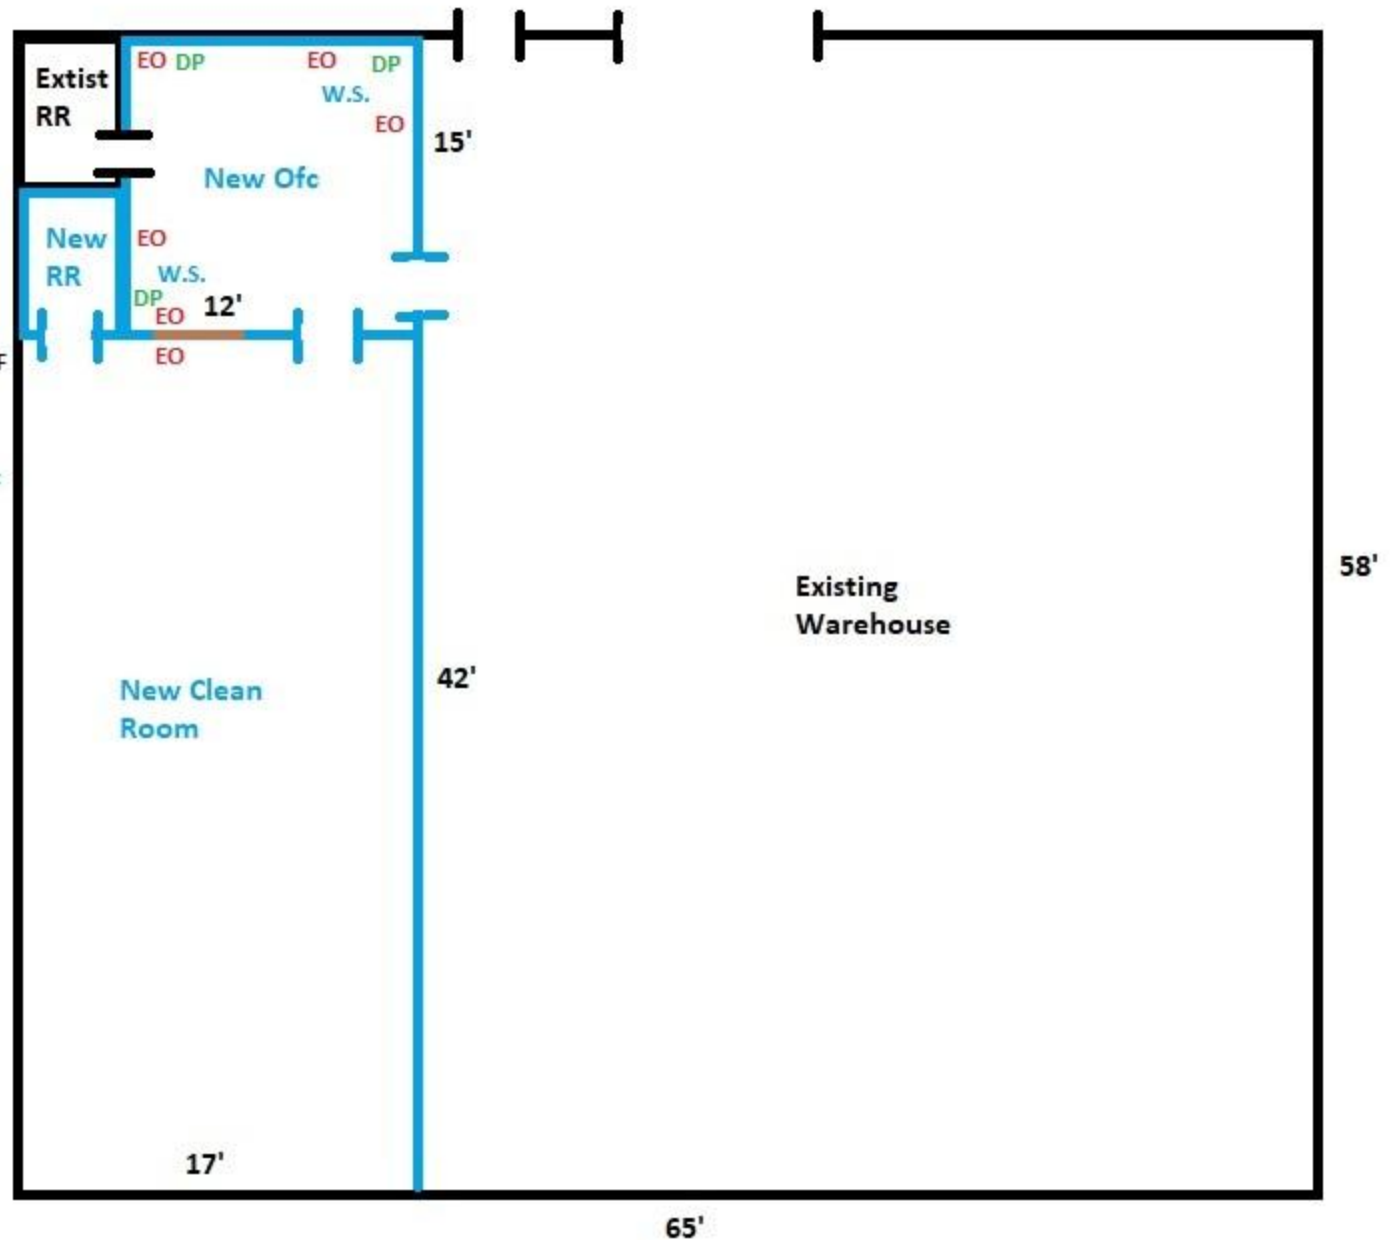 EO DP
EO DP
Extist
RR
W.S.
EO
15'
New Ofc
New
RR
EO
W.S.
DP
12'
EO
EO
F
58'
Existing
Warehouse
42'
New Clean
Room
17'
65'